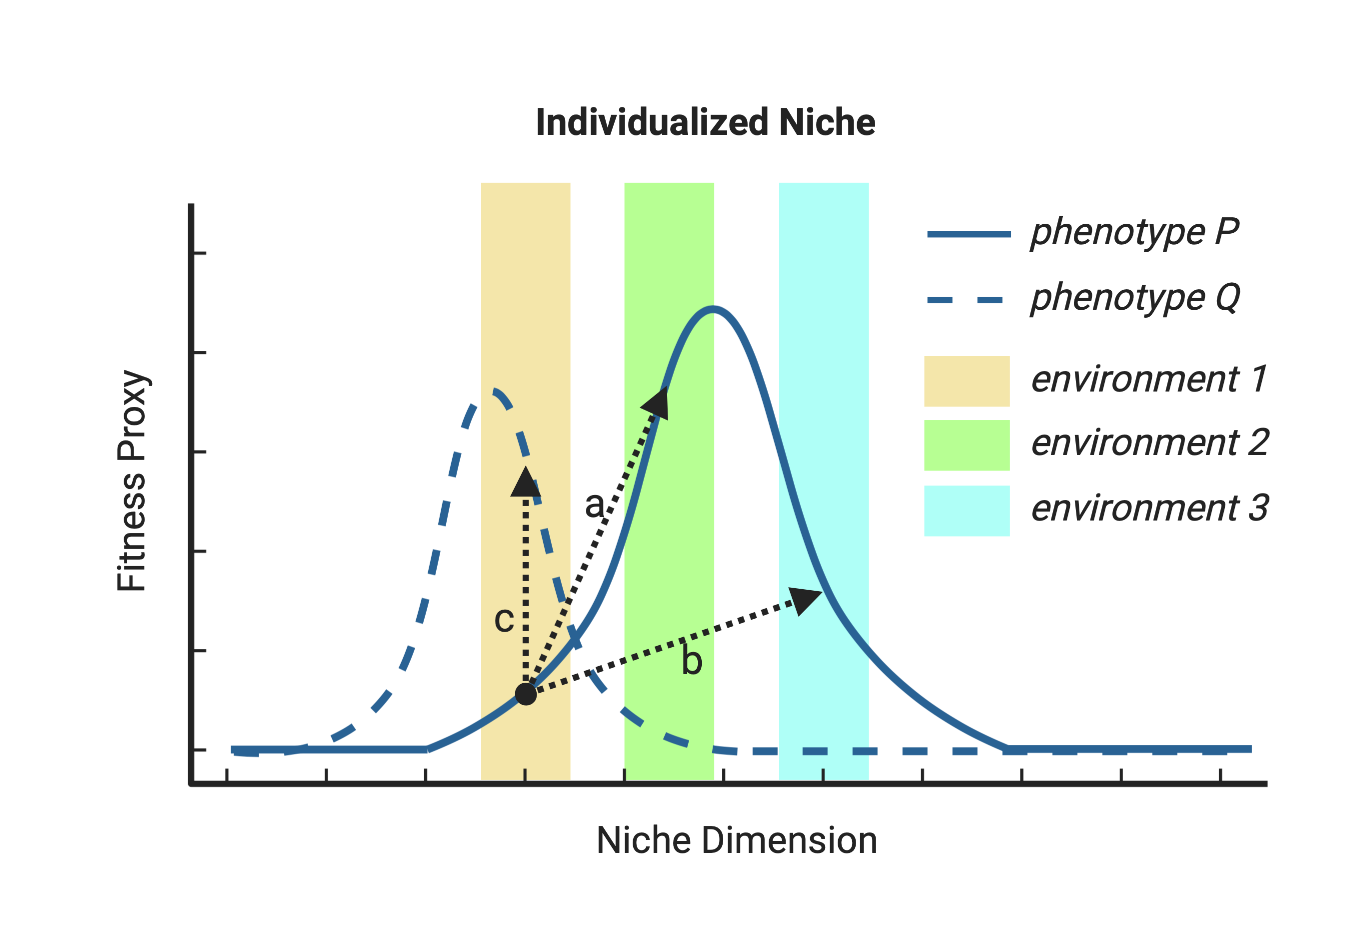 Individualized Niche
phenotype P
phenotype Q
environment 1
environment 2
environment 3
a
c
b
Fitness Proxy
Niche Dimension